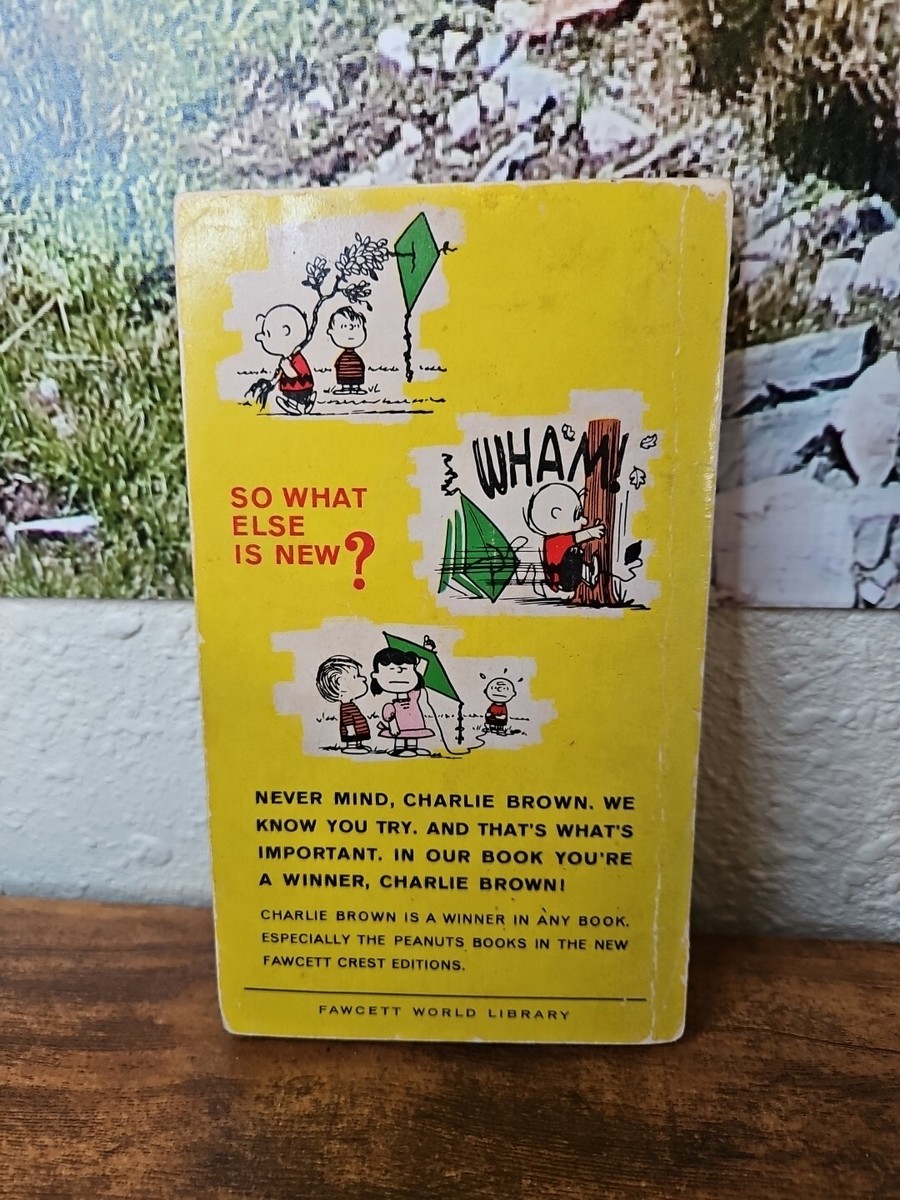 WHAM!
SO WHAT
ELSE
IS NEW?
NEVER MIND, CHARLIE BROWN. WE
KNOW YOU TRY. AND THAT'S WHAT'S
IMPORTANT. IN OUR BOOK YOU'RE
A WINNER, CHARLIE BROWN!
CHARLIE BROWN IS A WINNER IN ANY BOOK.
ESPECIALLY THE PEANUTS BOOKS IN THE NEW
FAWCETT CREST EDITIONS.
FAWCETT WORLD LIBRARY